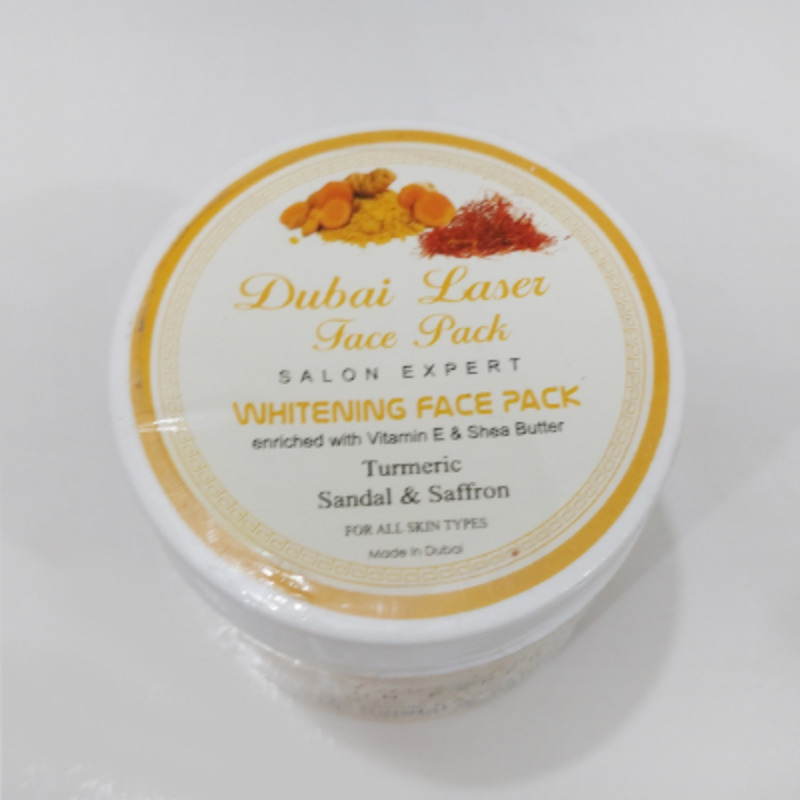 Dubai Laser
Face Pack
SALON EXPERT
WHITENING FACE PACK
enriched with Vitamin E & Shea Butter
Turmeric
Sandal & Saffron
FOR ALL SKIN TYPES
Made In Dubai